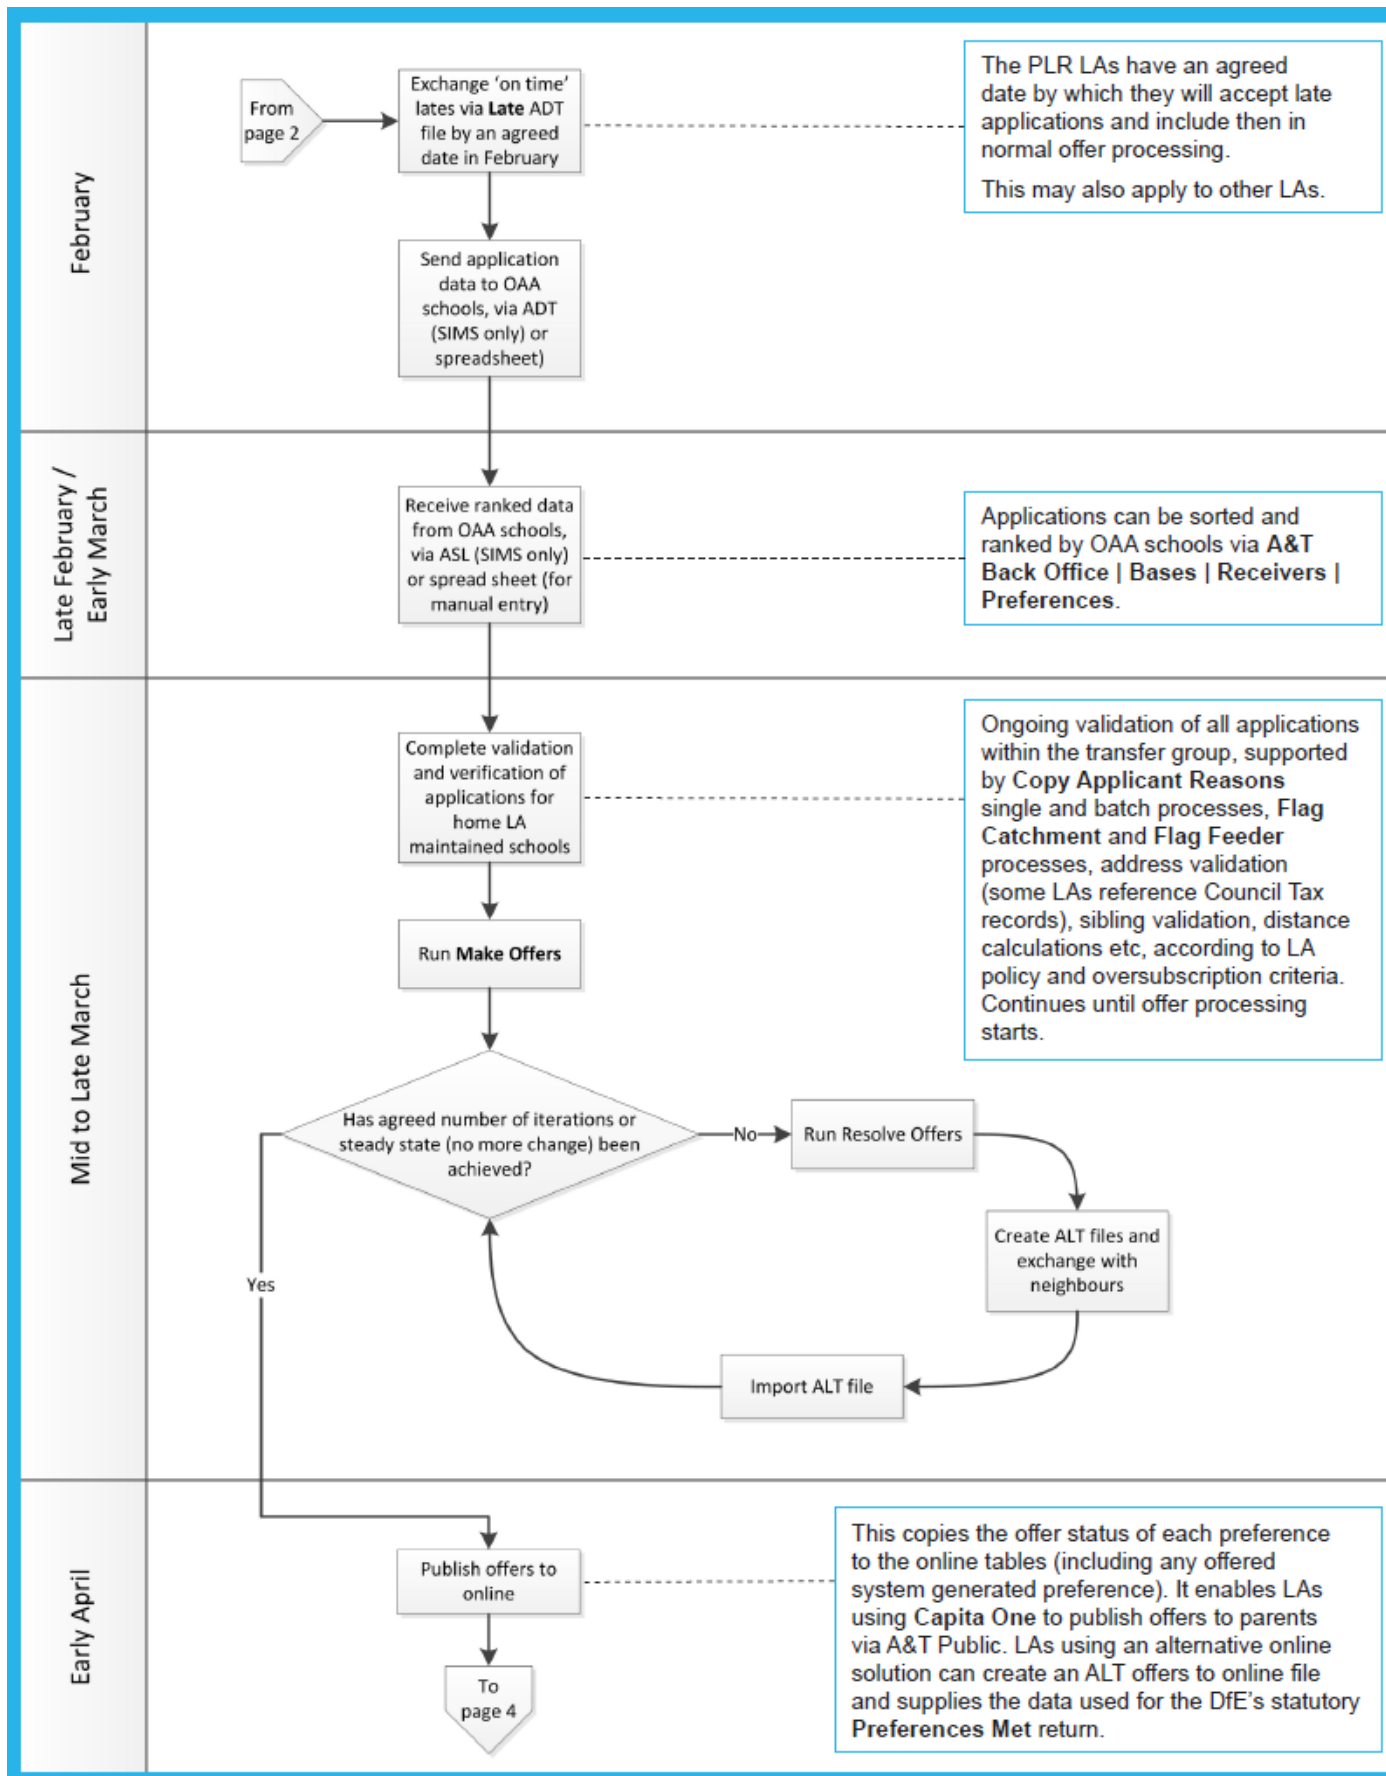 February
From
page 2
Exchange ‘on time’
lates via Late ADT
file by an agreed
date in February
The PLR LAs have an agreed
date by which they will accept late
applications and include then in
normal offer processing.
This may also apply to other LAs.
Send application
data to OAA
schools, via ADT
(SIMS only) or
spreadsheet)
Late February /
Early March
Receive ranked data
from OAA schools,
via ASL (SIMS only)
or spread sheet (for
manual entry)
Applications can be sorted and
ranked by OAA schools via A&T
Back Office | Bases | Receivers |
Preferences.
Mid to Late March
Complete validation
and verification of
applications for
home LA
maintained schools
Ongoing validation of all applications
within the transfer group, supported
by Copy Applicant Reasons
single and batch processes, Flag
Catchment and Flag Feeder
processes, address validation
(some LAs reference Council Tax
records), sibling validation, distance
calculations etc, according to LA
policy and oversubscription criteria.
Continues until offer processing
starts.
Run Make Offers
Has agreed number of iterations or
steady state (no more change) been
achieved?
No
Run Resolve Offers
Create ALT files and
exchange with
neighbours
Import ALT file
Yes
Early April
Publish offers to
online
This copies the offer status of each preference
to the online tables (including any offered
system generated preference). It enables LAs
using Capita One to publish offers to parents
via A&T Public. LAs using an alternative online
solution can create an ALT offers to online file
and supplies the data used for the DfE’s statutory
Preferences Met return.
To
page 4